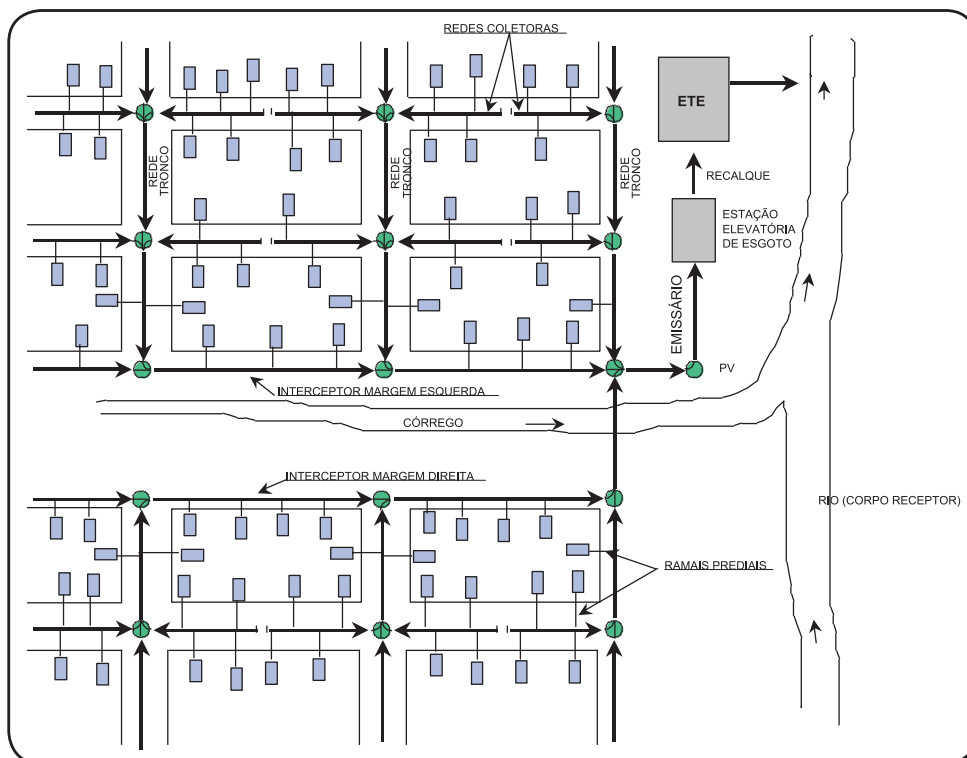 REDES COLETORAS
ETE
REDE
TRONCO
REDE
TRONCO
REDE
TRONCO
RECALQUE
ESTAÇÃO
ELEVATÓRIA
DE ESGOTO
EMISSÁRIO
PV
INTERCEPTOR MARGEM ESQUERDA
CÓRREGO
INTERCEPTOR MARGEM DIREITA
RIO (CORPO RECEPTOR)
RAMAIS PREDIAIS